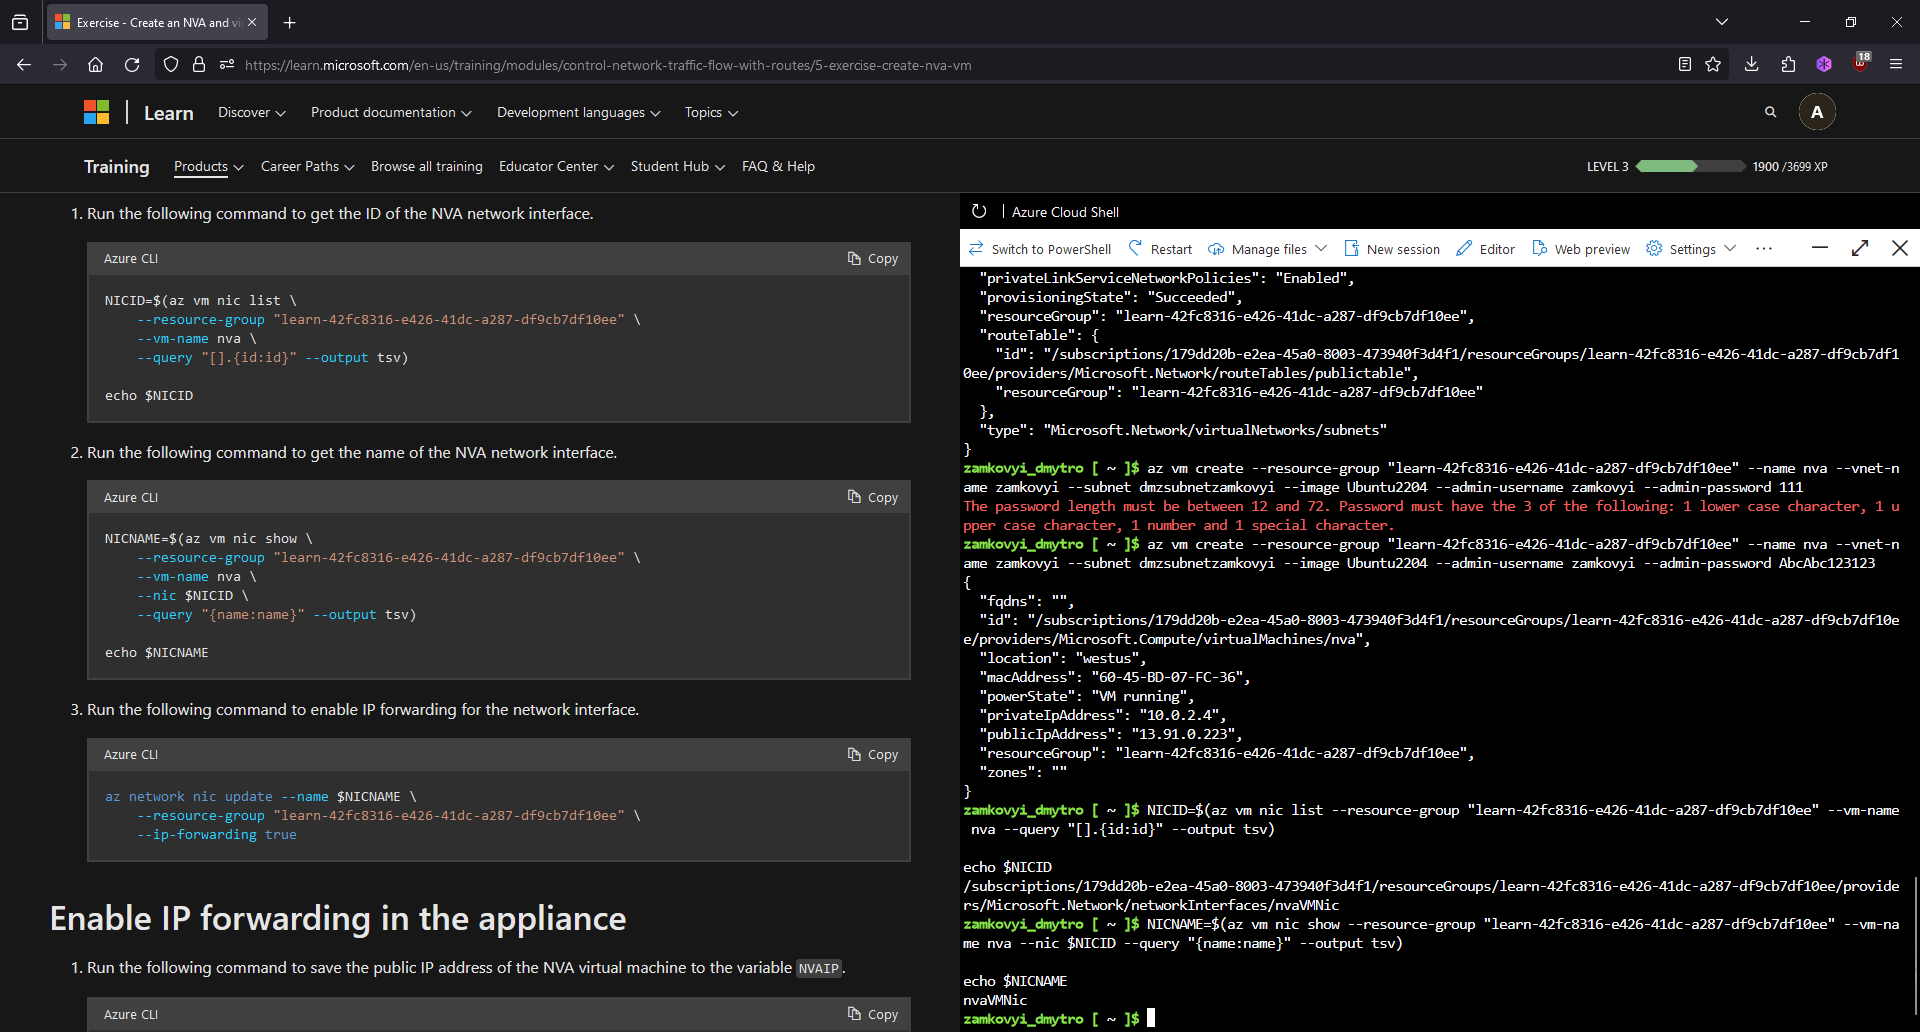 Exercise - Create an NVA and vi
https://learn.microsoft.com/en-us/training/modules/control-network-traffic-flow-with-routes/5-exercise-create-nva-vm
18
Learn
Discover
Product documentation
Development languages
Topics
A
Training
Products
Career Paths
Browse all training
Educator Center
Student Hub
FAQ & Help
LEVEL 3
1900 /3699 XP
1. Run the following command to get the ID of the NVA network interface.
Azure CLI
Copy
NICID=$(az vm nic list \
--resource-group "learn-42fc8316-e426-41dc-a287-df9cb7df10ee" \
--vm-name nva \
--query "[].{id:id}" --output tsv)
echo $NICID
2. Run the following command to get the name of the NVA network interface.
Azure CLI
Copy
NICNAME=$(az vm nic show \
--resource-group "learn-42fc8316-e426-41dc-a287-df9cb7df10ee" \
--vm-name nva \
--nic $NICID \
--query "{name:name}" --output tsv)
echo $NICNAME
3. Run the following command to enable IP forwarding for the network interface.
Azure CLI
Copy
az network nic update --name $NICNAME \
--resource-group "learn-42fc8316-e426-41dc-a287-df9cb7df10ee" \
--ip-forwarding true
Enable IP forwarding in the appliance
1. Run the following command to save the public IP address of the NVA virtual machine to the variable NVAIP.
Azure CLI
Copy
Azure Cloud Shell
Switch to PowerShell
Restart
Manage files
New session
Editor
Web preview
Settings
"privateLinkServiceNetworkPolicies": "Enabled",
"provisioningState": "Succeeded",
"resourceGroup": "learn-42fc8316-e426-41dc-a287-df9cb7df10ee",
"routeTable": {
"id": "/subscriptions/179dd20b-e2ea-45a0-8003-473940f3d4f1/resourceGroups/learn-42fc8316-e426-41dc-a287-df9cb7df1
0ee/providers/Microsoft.Network/routeTables/publictable",
"resourceGroup": "learn-42fc8316-e426-41dc-a287-df9cb7df10ee"
},
"type": "Microsoft.Network/virtualNetworks/subnets"
}
zamkovyi_dmytro [ ~ ]$ az vm create --resource-group "learn-42fc8316-e426-41dc-a287-df9cb7df10ee" --name nva --vnet-n
ame zamkovyi --subnet dmzsubnetzamkovyi --image Ubuntu2204 --admin-username zamkovyi --admin-password 111
The password length must be between 12 and 72. Password must have the 3 of the following: 1 lower case character, 1 u
pper case character, 1 number and 1 special character.
zamkovyi_dmytro [ ~ ]$ az vm create --resource-group "learn-42fc8316-e426-41dc-a287-df9cb7df10ee" --name nva --vnet-n
ame zamkovyi --subnet dmzsubnetzamkovyi --image Ubuntu2204 --admin-username zamkovyi --admin-password AbcAbc123123
{
"fqdns": "",
"id": "/subscriptions/179dd20b-e2ea-45a0-8003-473940f3d4f1/resourceGroups/learn-42fc8316-e426-41dc-a287-df9cb7df10e
e/providers/Microsoft.Compute/virtualMachines/nva",
"location": "westus",
"macAddress": "60-45-BD-07-FC-36",
"powerState": "VM running",
"privateIpAddress": "10.0.2.4",
"publicIpAddress": "13.91.0.223",
"resourceGroup": "learn-42fc8316-e426-41dc-a287-df9cb7df10ee",
"zones": ""
}
zamkovyi_dmytro [ ~ ]$ NICID=$(az vm nic list --resource-group "learn-42fc8316-e426-41dc-a287-df9cb7df10ee" --vm-name
nva --query "[].{id:id}" --output tsv)
echo $NICID
/subscriptions/179dd20b-e2ea-45a0-8003-473940f3d4f1/resourceGroups/learn-42fc8316-e426-41dc-a287-df9cb7df10ee/provide
rs/Microsoft.Network/networkInterfaces/nvaVMNic
zamkovyi_dmytro [ ~ ]$ NICNAME=$(az vm nic show --resource-group "learn-42fc8316-e426-41dc-a287-df9cb7df10ee" --vm-na
me nva --nic $NICID --query "{name:name}" --output tsv)
echo $NICNAME
nvaVMNic
zamkovyi_dmytro [ ~ ]$